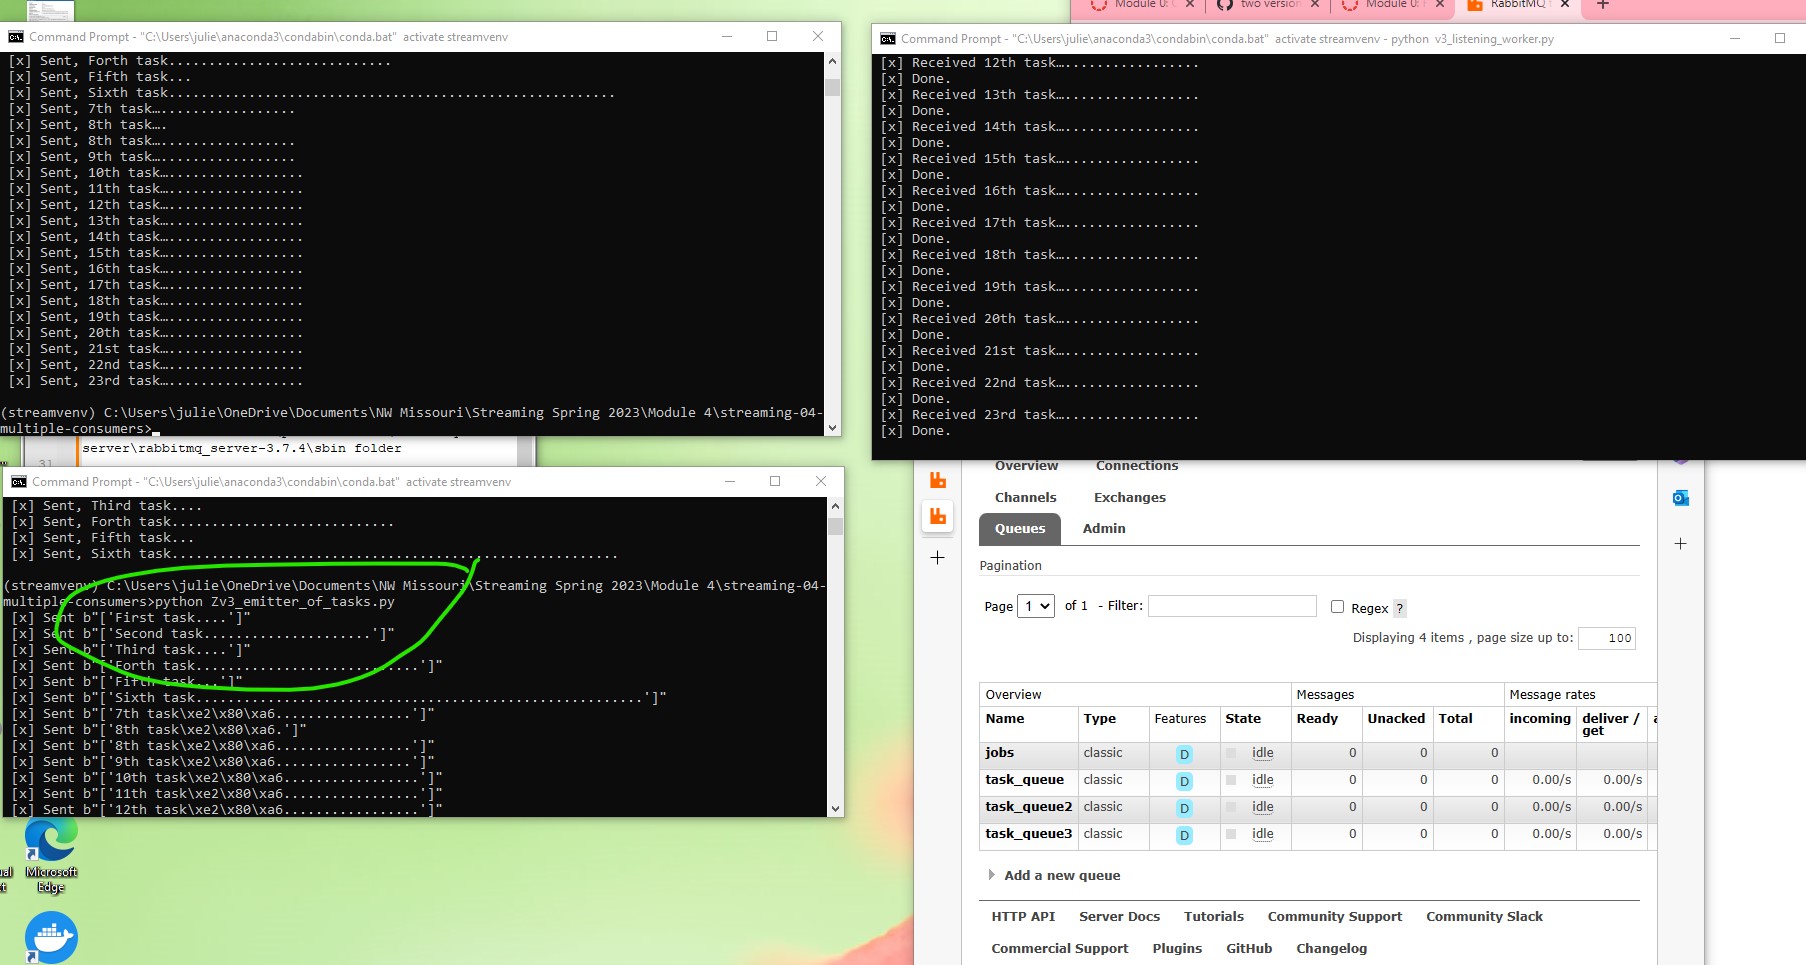 Command Prompt - "C:\Users\julie\anaconda3\condabin\conda.bat"  activate streamvenv
[x] Sent, Forth task............................
[x] Sent, Fifth task...
[x] Sent, Sixth task........................................................
[x] Sent, 7th task….................
[x] Sent, 8th task….
[x] Sent, 8th task….................
[x] Sent, 9th task….................
[x] Sent, 10th task….................
[x] Sent, 11th task….................
[x] Sent, 12th task….................
[x] Sent, 13th task….................
[x] Sent, 14th task….................
[x] Sent, 15th task….................
[x] Sent, 16th task….................
[x] Sent, 17th task….................
[x] Sent, 18th task….................
[x] Sent, 19th task….................
[x] Sent, 20th task….................
[x] Sent, 21st task….................
[x] Sent, 22nd task….................
[x] Sent, 23rd task….................
(streamvenv) C:\Users\julie\OneDrive\Documents\NW Missouri\Streaming Spring 2023\Module 4\streaming-04-
multiple-consumers>
31
server\rabbitmq_server-3.7.4\sbin folder
Command Prompt - "C:\Users\julie\anaconda3\condabin\conda.bat"  activate streamvenv
[x] Sent, Third task....
[x] Sent, Forth task............................
[x] Sent, Fifth task...
[x] Sent, Sixth task........................................................
(streamvenv) C:\Users\julie\OneDrive\Documents\NW Missouri\Streaming Spring 2023\Module 4\streaming-04-
multiple-consumers>python Zv3_emitter_of_tasks.py
[x] Sent b"['First task....']"
[x] Sent b"['Second task.....................']"
[x] Sent b"['Third task....']"
[x] Sent b"['Forth task............................']"
[x] Sent b"['Fifth task...']"
[x] Sent b"['Sixth task........................................................']"
[x] Sent b"['7th task\xe2\x80\xa6.................']"
[x] Sent b"['8th task\xe2\x80\xa6.']"
[x] Sent b"['8th task\xe2\x80\xa6.................']"
[x] Sent b"['9th task\xe2\x80\xa6.................']"
[x] Sent b"['10th task\xe2\x80\xa6.................']"
[x] Sent b"['11th task\xe2\x80\xa6.................']"
[x] Sent b"['12th task\xe2\x80\xa6.................']"
Microsoft
Edge
Module 0:
two version
Module 0:
RabbitMQ
Command Prompt - "C:\Users\julie\anaconda3\condabin\conda.bat"  activate streamvenv - python  v3_listening_worker.py
[x] Received 12th task….................
[x] Done.
[x] Received 13th task….................
[x] Done.
[x] Received 14th task….................
[x] Done.
[x] Received 15th task….................
[x] Done.
[x] Received 16th task….................
[x] Done.
[x] Received 17th task….................
[x] Done.
[x] Received 18th task….................
[x] Done.
[x] Received 19th task….................
[x] Done.
[x] Received 20th task….................
[x] Done.
[x] Received 21st task….................
[x] Done.
[x] Received 22nd task….................
[x] Done.
[x] Received 23rd task….................
[x] Done.
Overview Connections
Channels Exchanges
Queues Admin
Pagination
Page 1 of 1 - Filter: Regex ?
Displaying 4 items , page size up to: 100
Overview Messages Message rates
Name Type Features State Ready Unacked Total incoming deliver / get
jobs classic D idle 0 0 0
task_queue classic D idle 0 0 0 0.00/s 0.00/s
task_queue2 classic D idle 0 0 0 0.00/s 0.00/s
task_queue3 classic D idle 0 0 0 0.00/s 0.00/s
Add a new queue
HTTP API Server Docs Tutorials Community Support Community Slack
Commercial Support Plugins GitHub Changelog